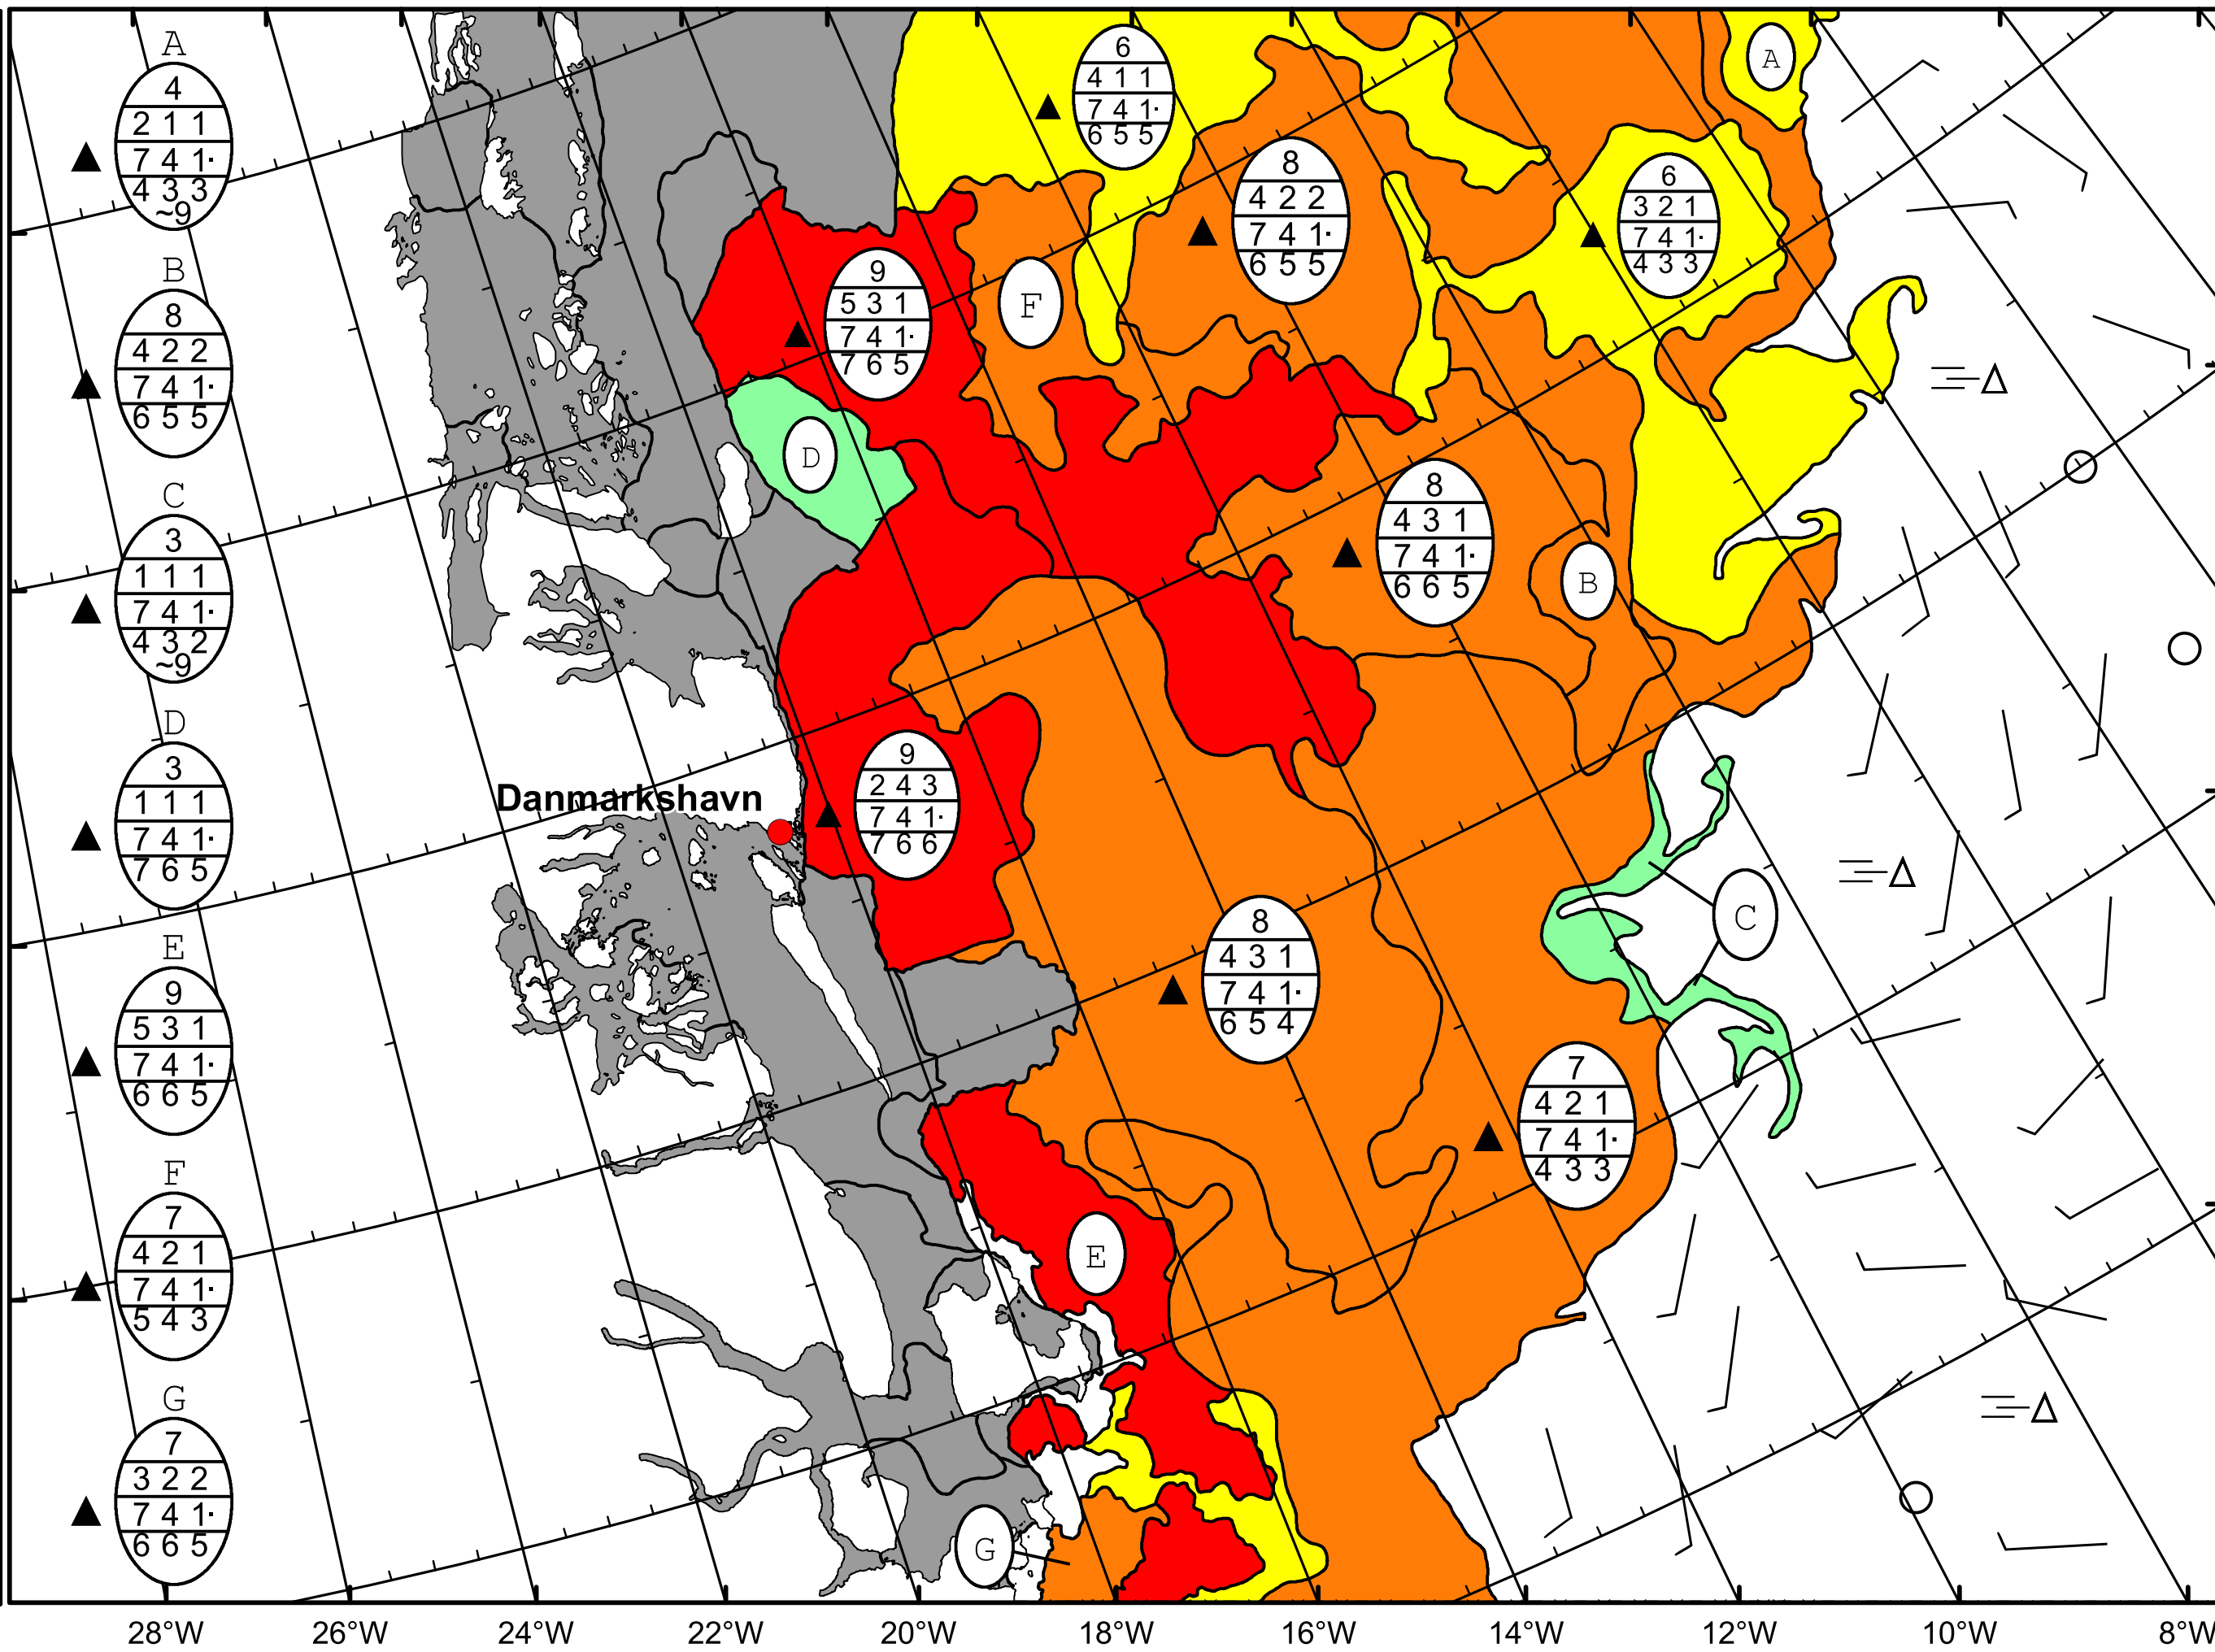 A
4
2 1 1
7 4 1·
4 3 3
~9
B
8
4 2 2
7 4 1·
6 5 5
C
3
1 1 1
7 4 1·
4 3 2
~9
D
3
1 1 1
7 4 1·
7 6 5
E
9
5 3 1
7 4 1·
6 6 5
F
7
4 2 1
7 4 1·
5 4 3
G
7
3 2 2
7 4 1·
6 6 5
6
4 1 1
7 4 1·
6 5 5
A
8
4 2 2
7 4 1·
6 5 5
6
3 2 1
7 4 1·
4 3 3
9
5 3 1
7 4 1·
7 6 5
F
D
8
4 3 1
7 4 1·
6 6 5
B
Danmarkshavn
9
2 4 3
7 4 1·
7 6 6
8
4 3 1
7 4 1·
6 5 4
C
7
4 2 1
7 4 1·
4 3 3
E
G
28°W 26°W 24°W 22°W 20°W 18°W 16°W 14°W 12°W 10°W 8°W